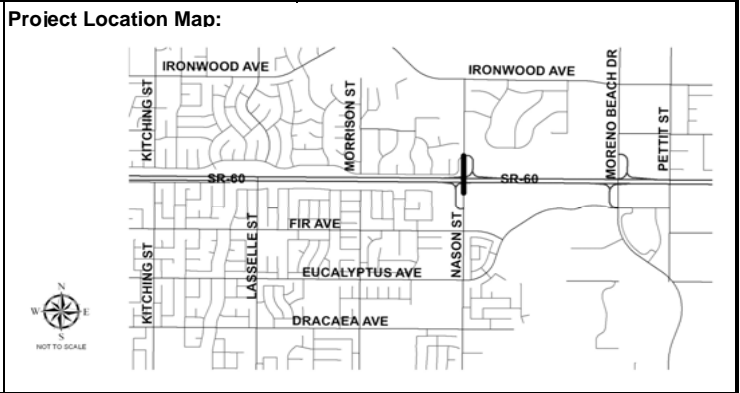 Project Location Map:
IRONWOOD AVE
IRONWOOD AVE
KITCHING ST
MORRISON ST
MORENO BEACH DR
PETTIT ST
SR-60
SR-60
LASSELLE ST
FIR AVE
NASON ST
KITCHING ST
EUCALYPTUS AVE
DRACAEA AVE
N
W
E
S
NOT TO SCALE